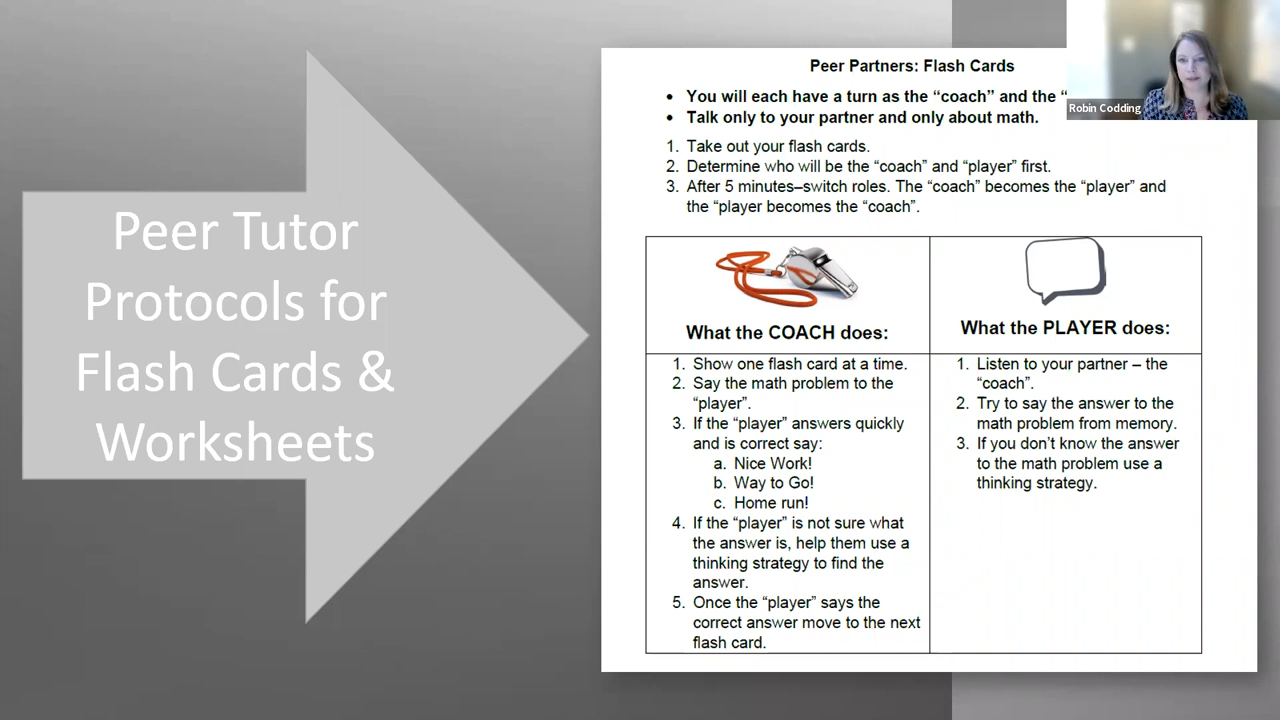 Peer Tutor
Protocols for
Flash Cards &
Worksheets
Peer Partners: Flash Cards
• You will each have a turn as the “coach” and the “
• Talk only to your partner and only about math.
1. Take out your flash cards.
2. Determine who will be the “coach” and “player” first.
3. After 5 minutes–switch roles. The “coach” becomes the “player” and
the “player becomes the “coach”.
What the COACH does:
1. Show one flash card at a time.
2. Say the math problem to the
“player”.
3. If the “player” answers quickly
and is correct say:
a. Nice Work!
b. Way to Go!
c. Home run!
4. If the “player” is not sure what
the answer is, help them use a
thinking strategy to find the
answer.
5. Once the “player” says the
correct answer move to the next
flash card.
What the PLAYER does:
1. Listen to your partner – the
“coach”.
2. Try to say the answer to the
math problem from memory.
3. If you don’t know the answer
to the math problem use a
thinking strategy.
Robin Codding